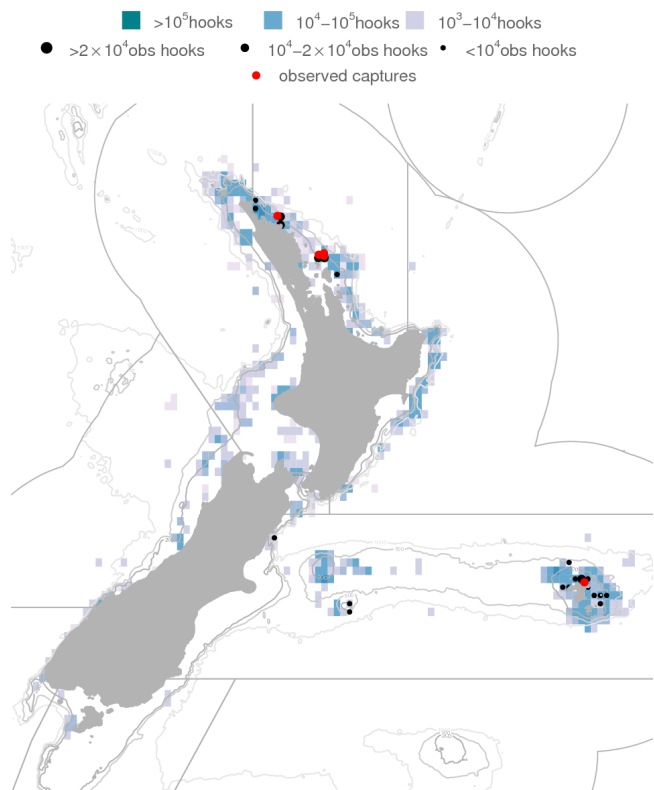 >10⁵hooks 10⁴−10⁵hooks 10³−10⁴hooks
>2×10⁴obs hooks 10⁴−2×10⁴obs hooks <10⁴obs hooks
observed captures